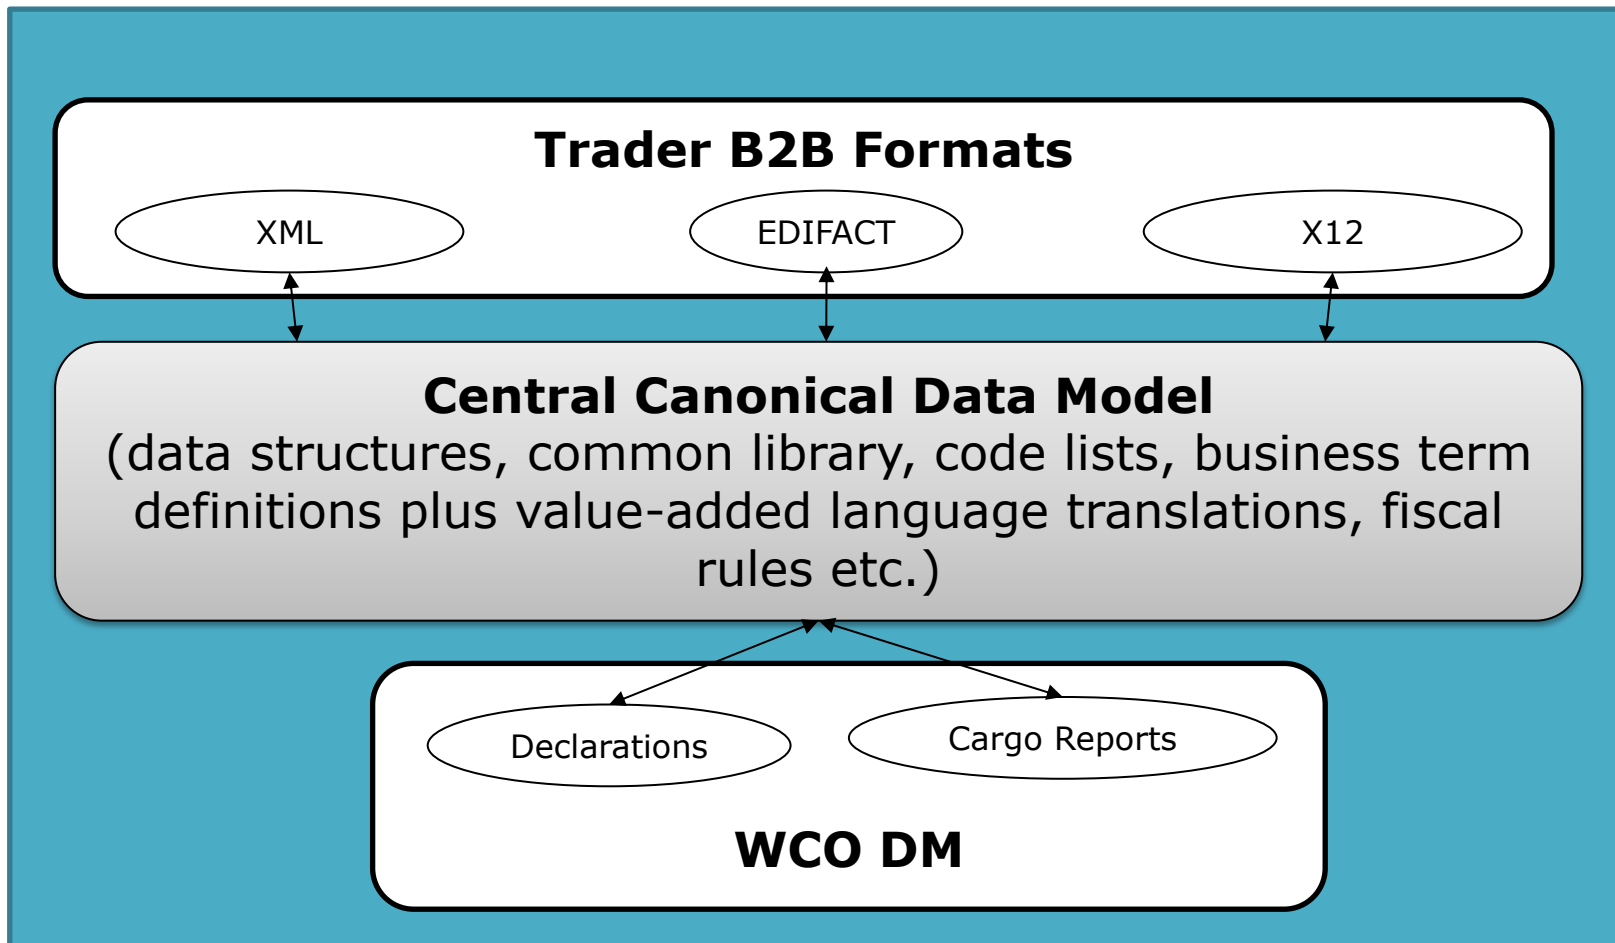 Trader B2B Formats
XML
EDIFACT
X12
Central Canonical Data Model
(data structures, common library, code lists, business term
definitions plus value-added language translations, fiscal
rules etc.)
Declarations
Cargo Reports
WCO DM